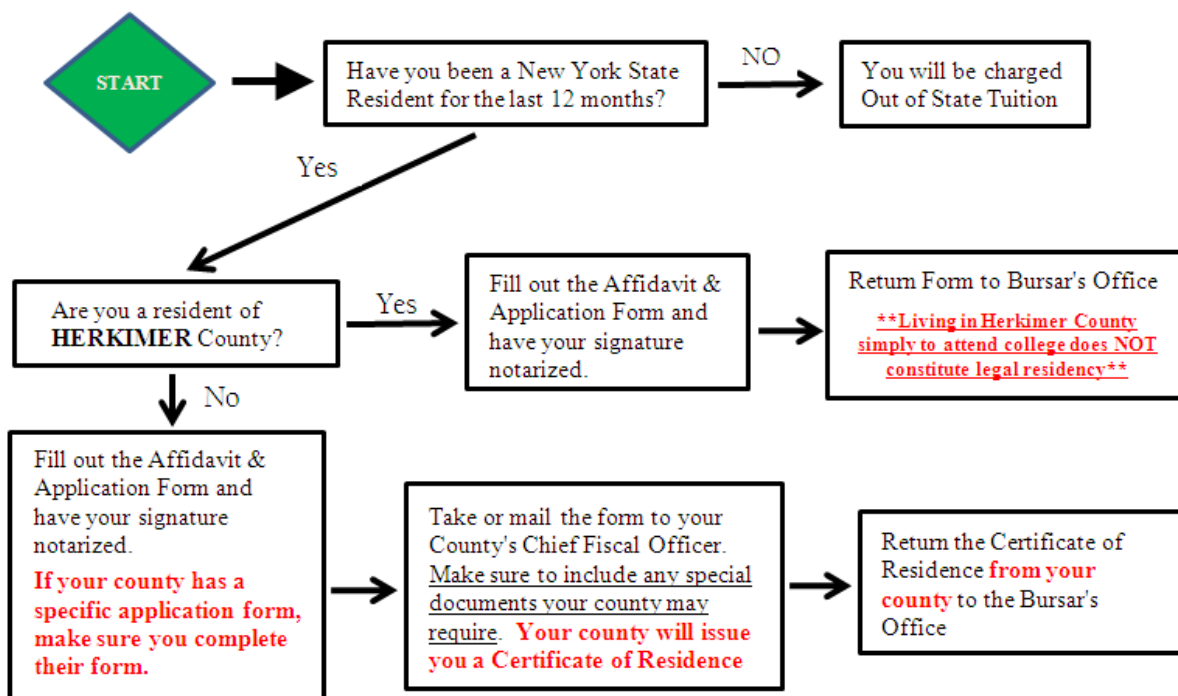 START
Have you been a New York State
Resident for the last 12 months?
NO
You will be charged
Out of State Tuition
Yes
Are you a resident of
HERKIMER County?
Yes
Fill out the Affidavit &
Application Form and
have your signature
notarized.
Return Form to Bursar's Office
**Living in Herkimer County
simply to attend college does NOT
constitute legal residency**
No
Fill out the Affidavit &
Application Form and
have your signature
notarized.
If your county has a
specific application form,
make sure you complete
their form.
Take or mail the form to your
County's Chief Fiscal Officer.
Make sure to include any special
documents your county may
require. Your county will issue
you a Certificate of Residence
Return the Certificate of
Residence from your
county to the Bursar's
Office